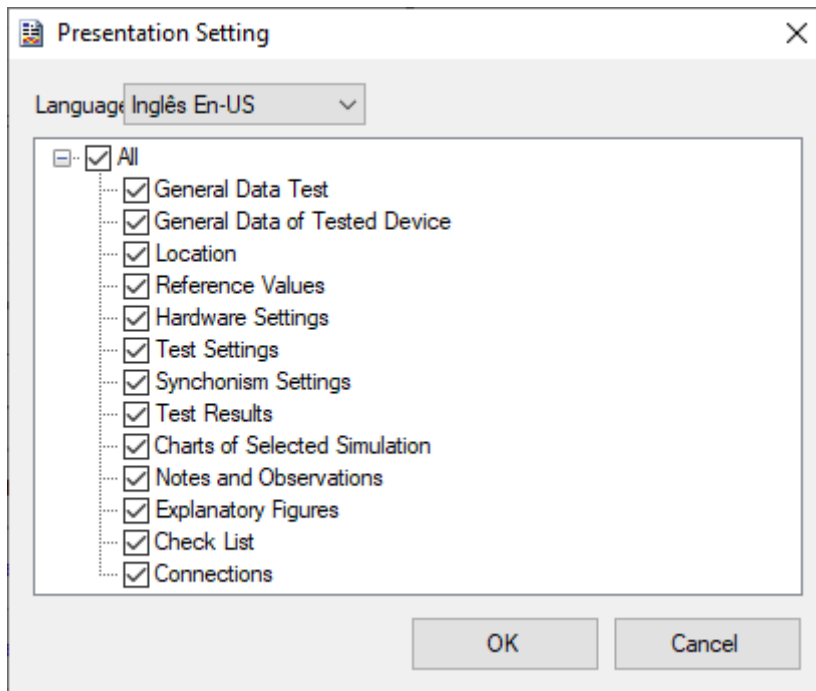 Presentation Setting
Language Inglês En-US
All
General Data Test
General Data of Tested Device
Location
Reference Values
Hardware Settings
Test Settings
Synchonism Settings
Test Results
Charts of Selected Simulation
Notes and Observations
Explanatory Figures
Check List
Connections
OK Cancel